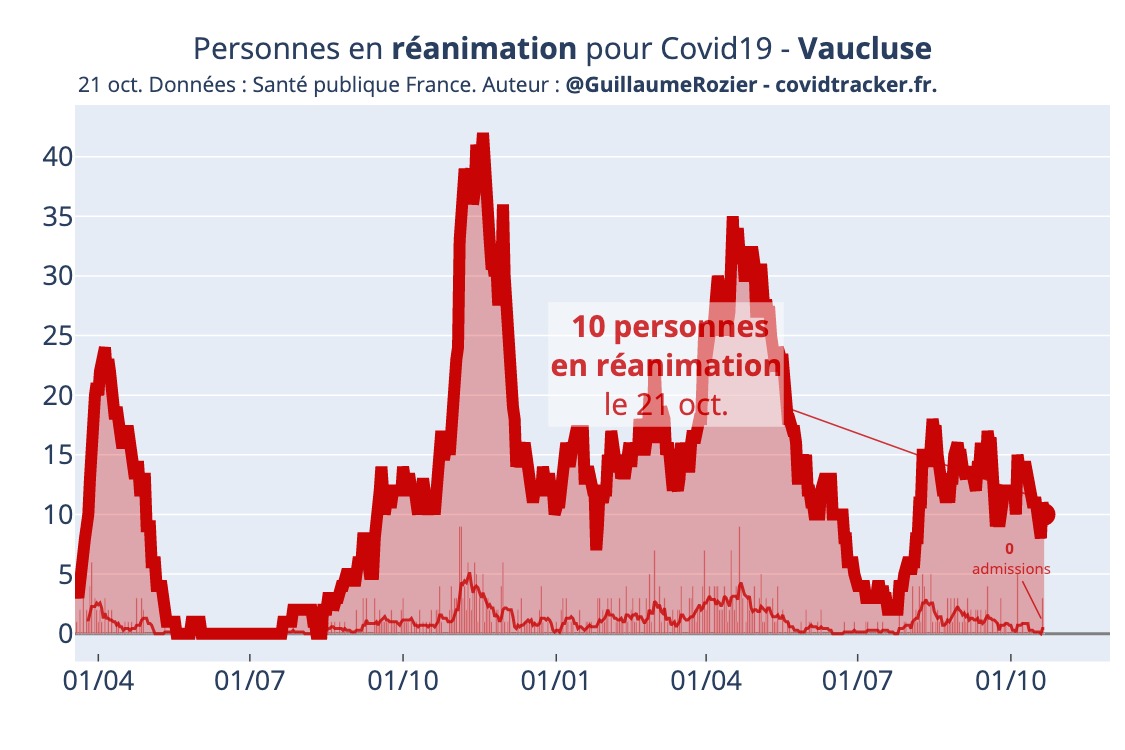 Personnes en réanimation pour Covid19 - Vaucluse
21 oct. Données : Santé publique France. Auteur : @GuillaumeRozier - covidtracker.fr.
40
35
30
25
20
15
10
5
0
10 personnes
en réanimation
le 21 oct.
0
admissions
01/04 01/07 01/10 01/01 01/04 01/07 01/10